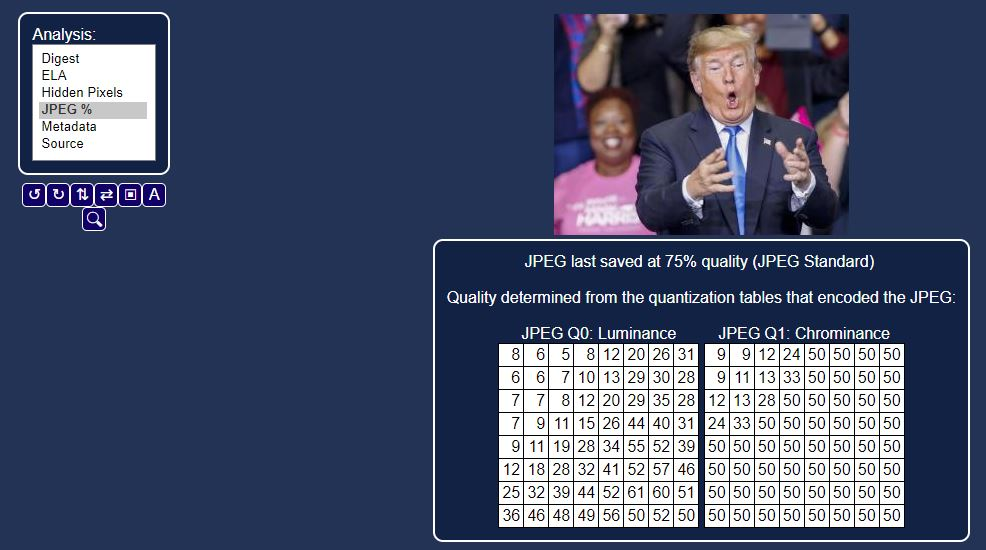 Analysis:
Digest
ELA
Hidden Pixels
JPEG %
Metadata
Source
A
HARRIS
JPEG last saved at 75% quality (JPEG Standard)
Quality determined from the quantization tables that encoded the JPEG:
JPEG Q0: Luminance JPEG Q1: Chrominance
8 6 5 8 12 20 26 31 9 9 12 24 50 50 50 50
6 6 7 10 13 29 30 28 9 11 13 33 50 50 50 50
7 7 8 12 20 29 35 28 12 13 28 50 50 50 50 50
7 9 11 15 26 44 40 31 24 33 50 50 50 50 50 50
9 11 19 28 34 55 52 39 50 50 50 50 50 50 50 50
12 18 28 32 41 52 57 46 50 50 50 50 50 50 50 50
25 32 39 44 52 61 60 51 50 50 50 50 50 50 50 50
36 46 48 49 56 50 52 50 50 50 50 50 50 50 50 50